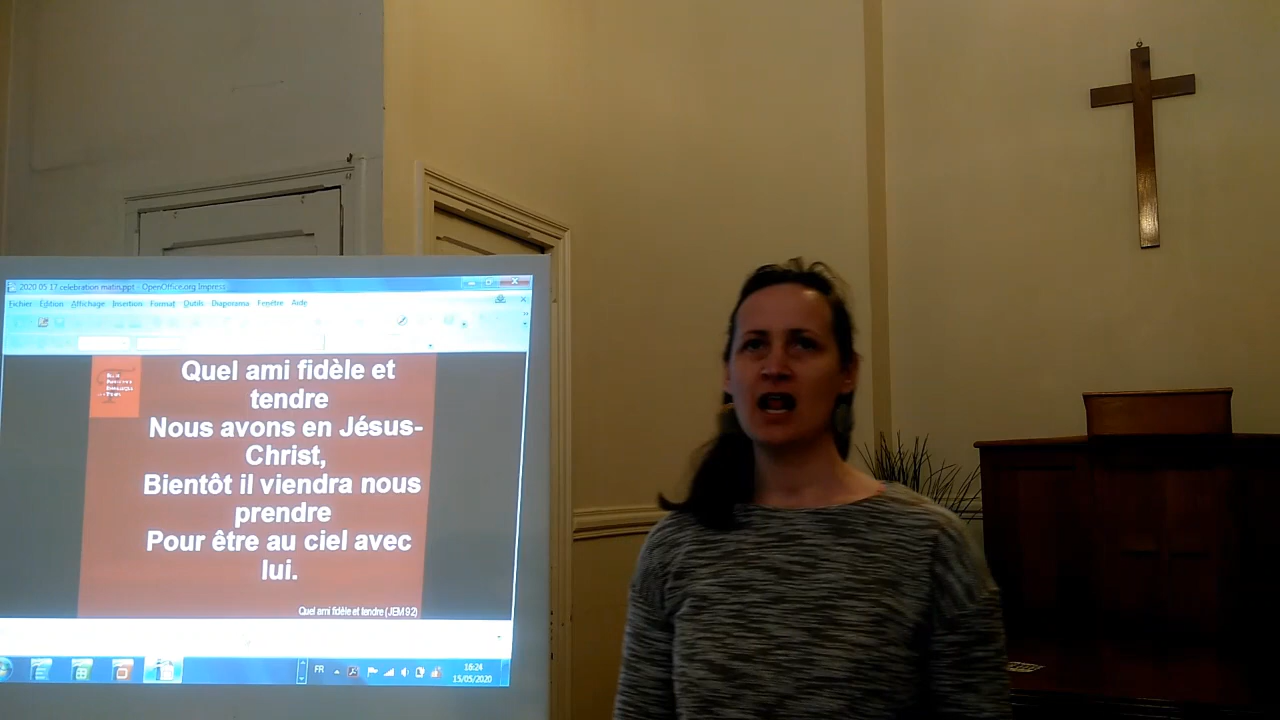 2020 05 17 celebration matin.ppt - OpenOffice.org Impress
Fichier Édition Affichage Insertion Format Outils Diaporama Fenêtre Aide
Quel ami fidèle et
tendre
Nous avons en Jésus-
Christ,
Bientôt il viendra nous
prendre
Pour être au ciel avec
lui.
Quel ami fidèle et tendre (JEM 92)
FR
16:24
15/05/2020